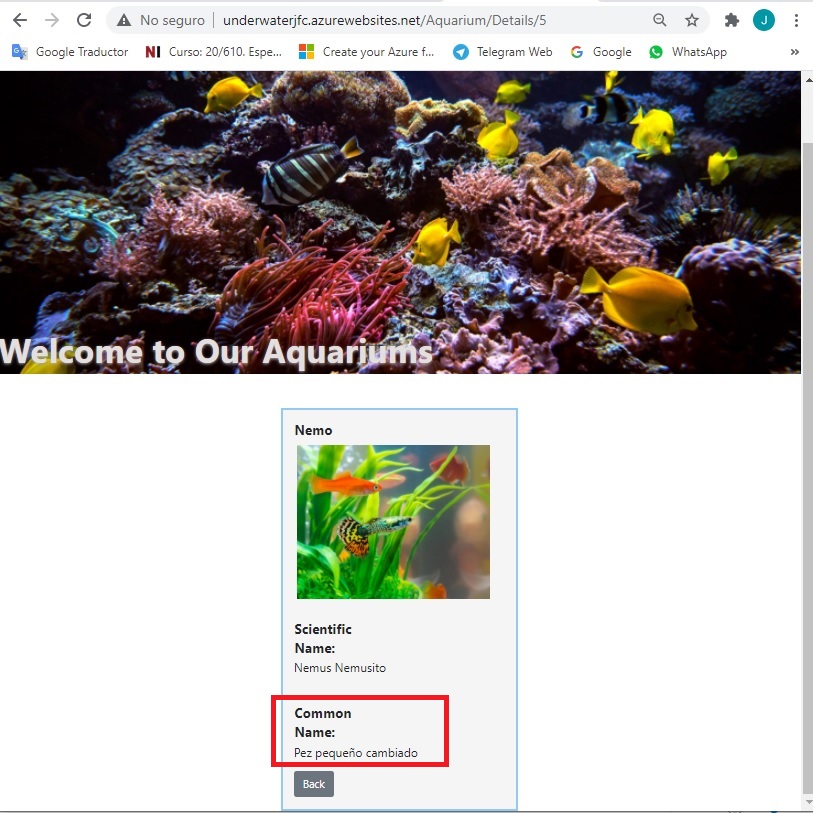 No seguro | underwaterjfc.azurewebsites.net/Aquarium/Details/5
J
Google Traductor NI Curso: 20/610. Espe... Create your Azure f... Telegram Web G Google WhatsApp »
Welcome to Our Aquariums
Nemo
Scientific
Name:
Nemus Nemusito
Common
Name:
Pez pequeño cambiado
Back